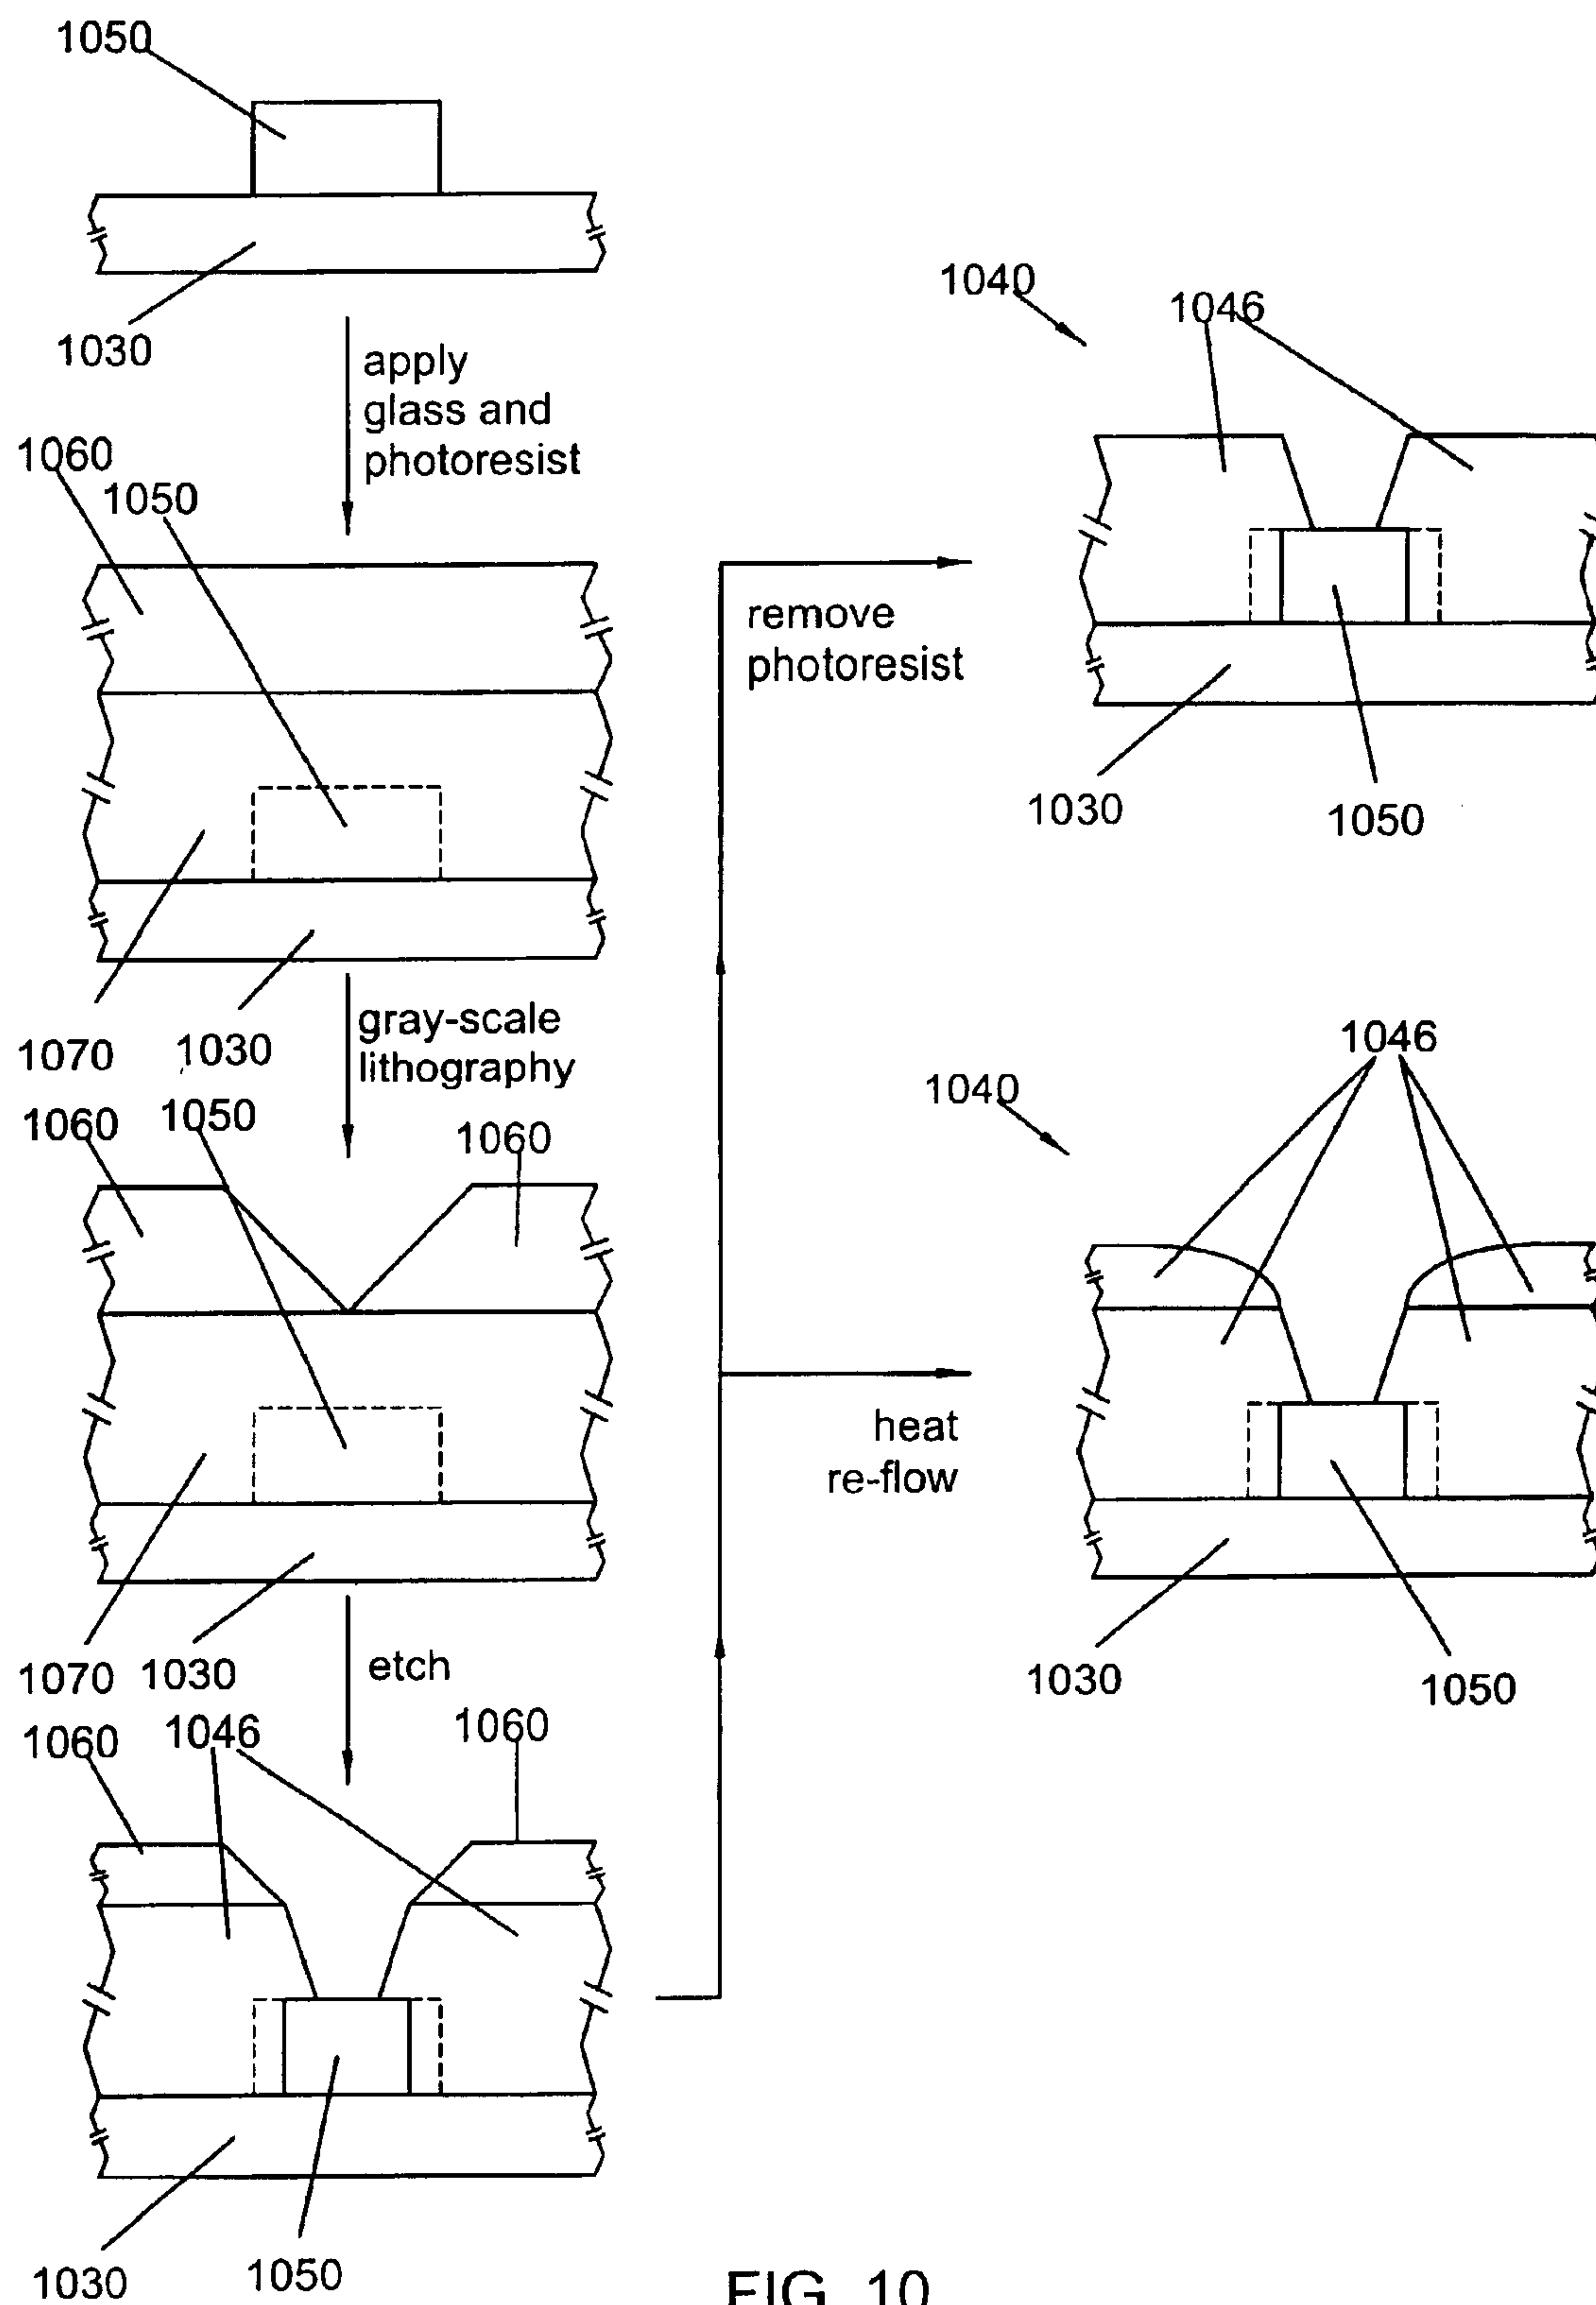 1050
1030
apply
glass and
photoresist
1060
1050
1070 1030
gray-scale
lithography
1060 1050 1060
1070 1030
etch
1060 1046 1060
1030 1050
remove
photoresist
1040 1046
1030 1050
heat
re-flow
1040 1046
1030 1050
FIG. 10